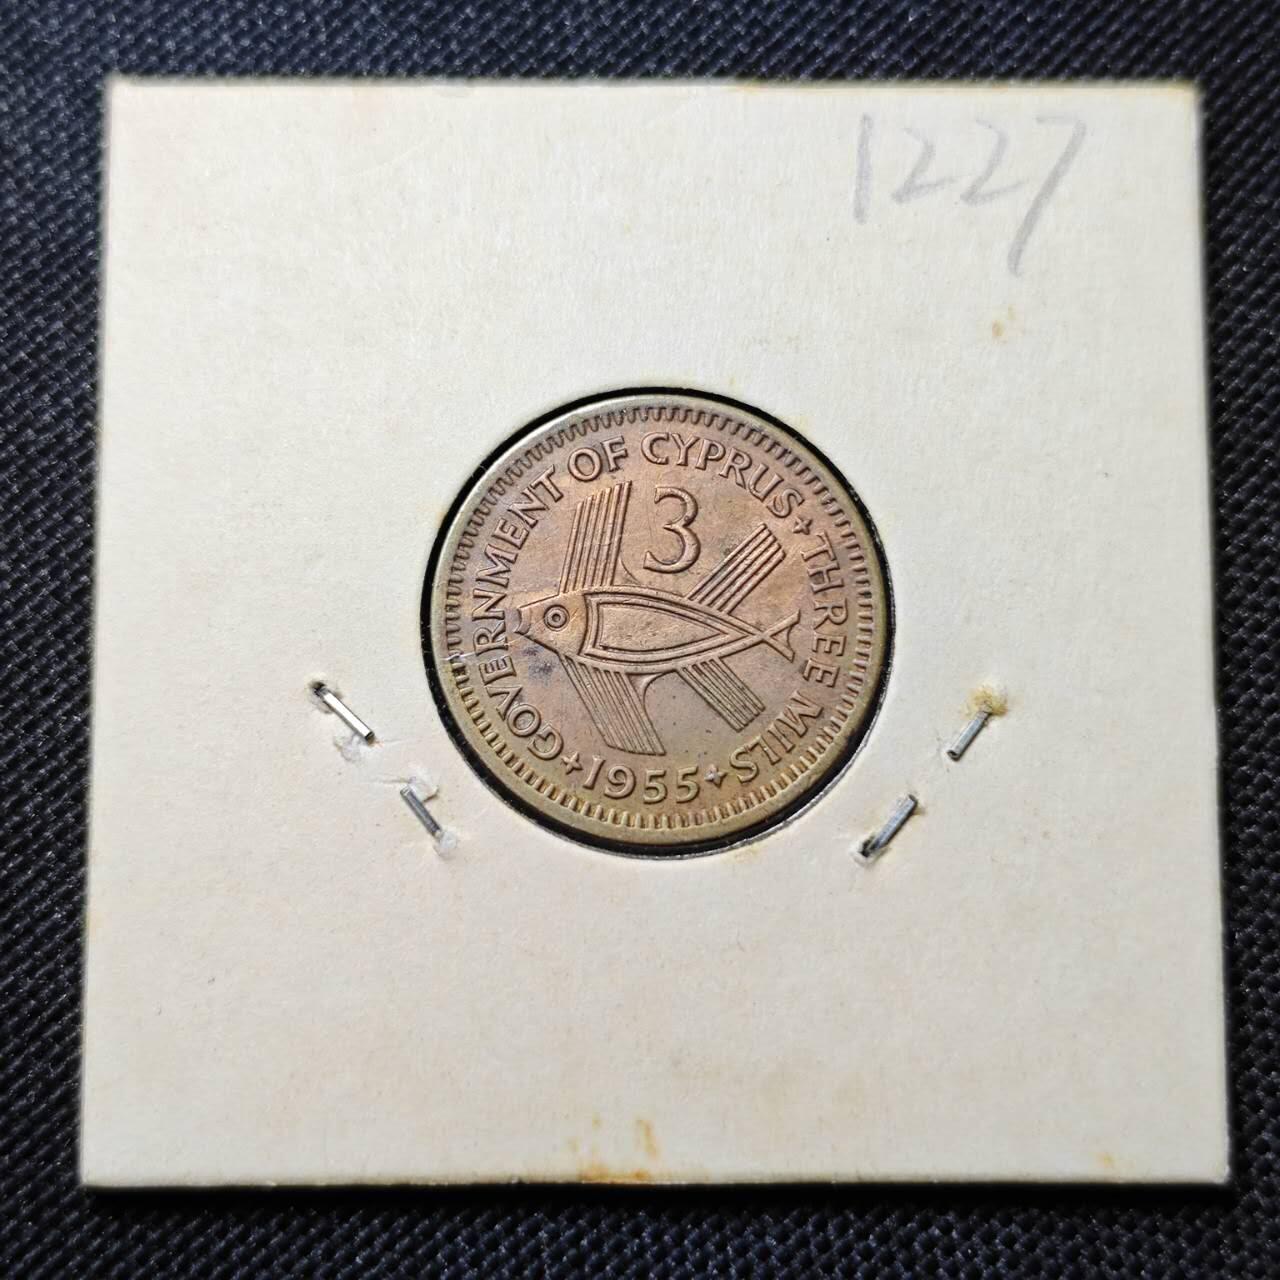 1227
GOVERNMENT OF CYPRUS
THREE MILS
1955
3